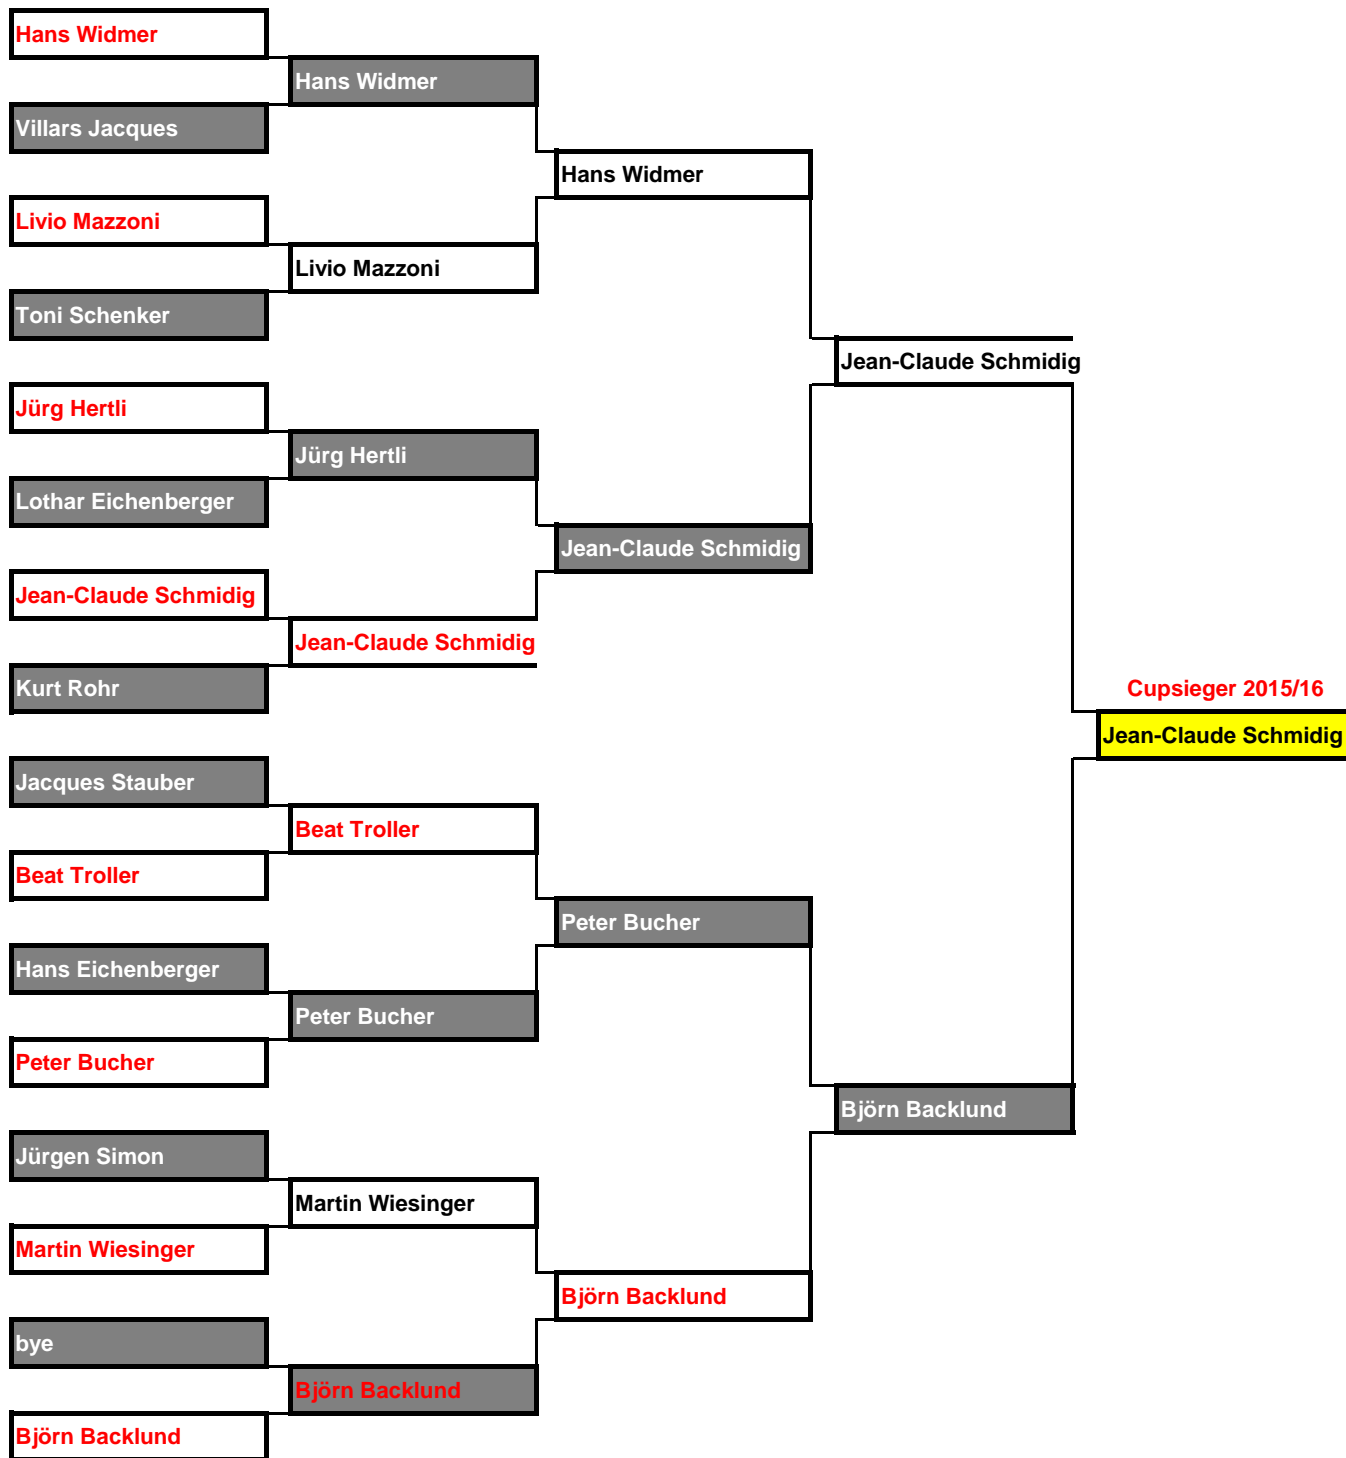 Hans Widmer
Hans Widmer
Villars Jacques
Hans Widmer
Livio Mazzoni
Livio Mazzoni
Toni Schenker
Jean-Claude Schmidig
Jürg Hertli
Jürg Hertli
Lothar Eichenberger
Jean-Claude Schmidig
Jean-Claude Schmidig
Jean-Claude Schmidig
Kurt Rohr
Cupsieger 2015/16
Jean-Claude Schmidig
Jacques Stauber
Beat Troller
Beat Troller
Peter Bucher
Hans Eichenberger
Peter Bucher
Peter Bucher
Björn Backlund
Jürgen Simon
Martin Wiesinger
Martin Wiesinger
Björn Backlund
bye
Björn Backlund
Björn Backlund